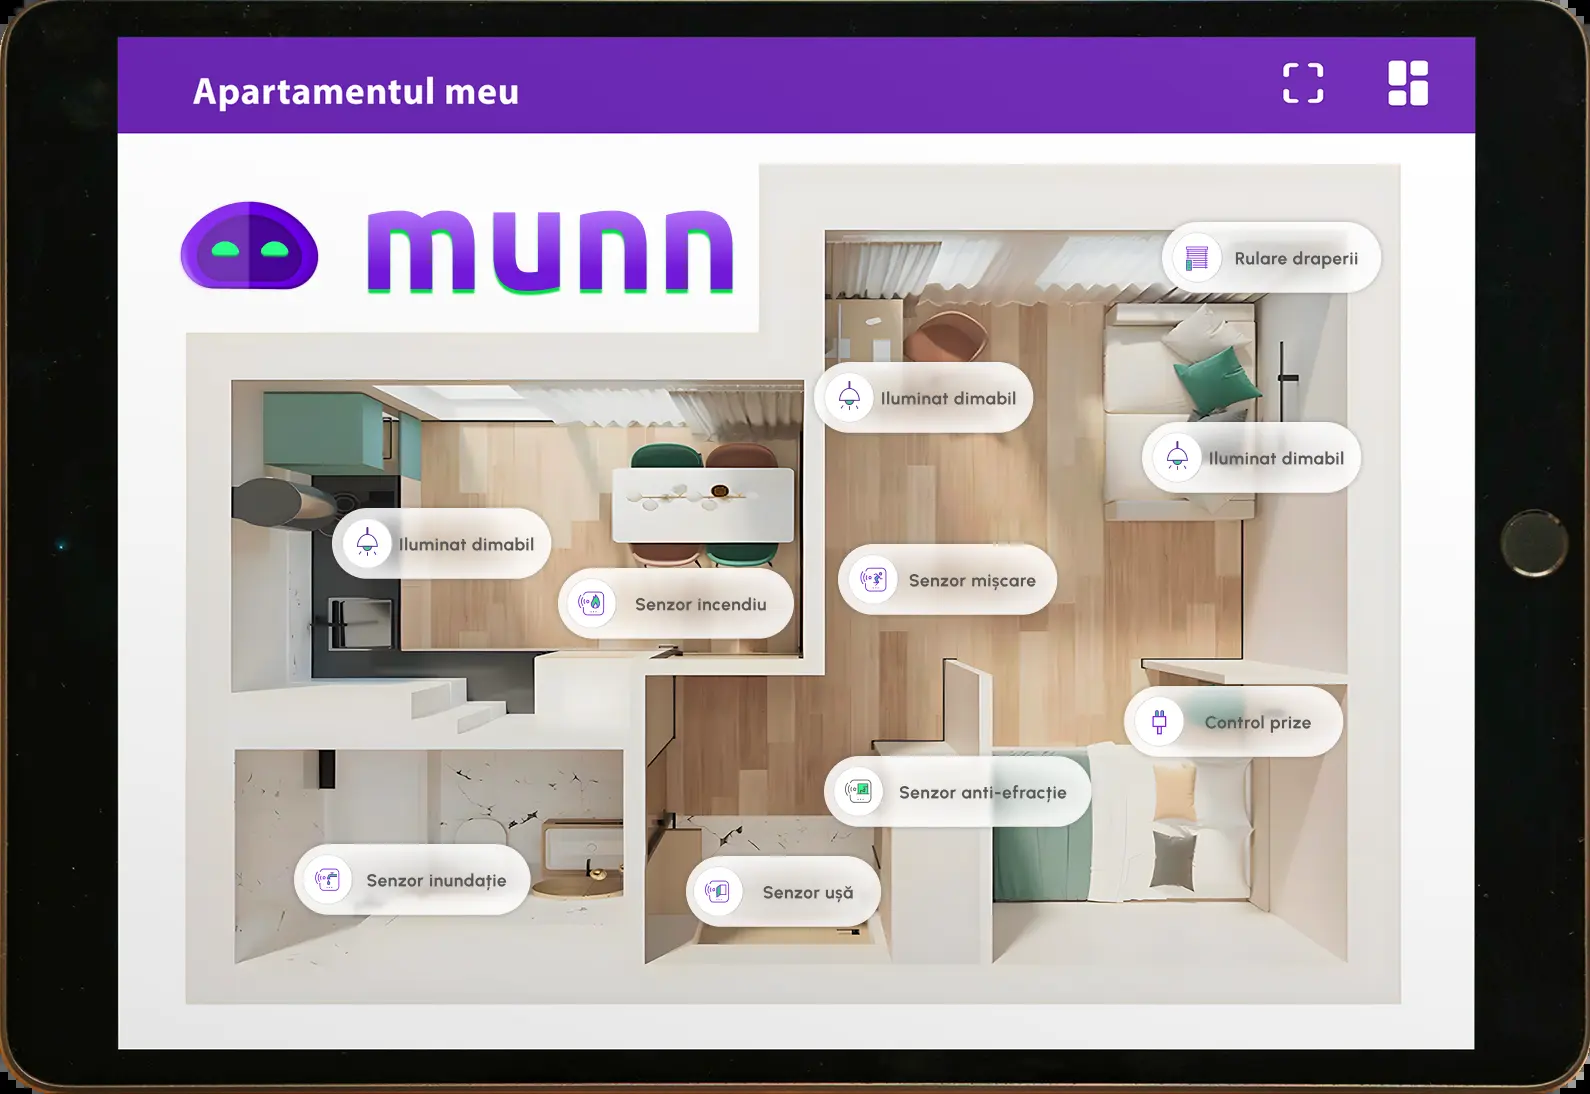 Apartamentul meu
munn
Rulare draperii
Iluminat dimabil
Iluminat dimabil
Iluminat dimabil
Senzor mișcare
Senzor incendiu
Control prize
Senzor anti-efracție
Senzor inundație
Senzor ușă